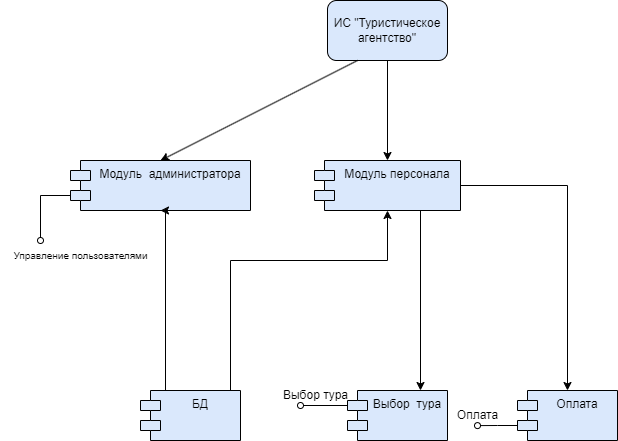 ИС "Туристическое
агентство"
Модуль администратора
Модуль персонала
Управление пользователями
БД
Выбор тура
Выбор тура
Оплата
Оплата